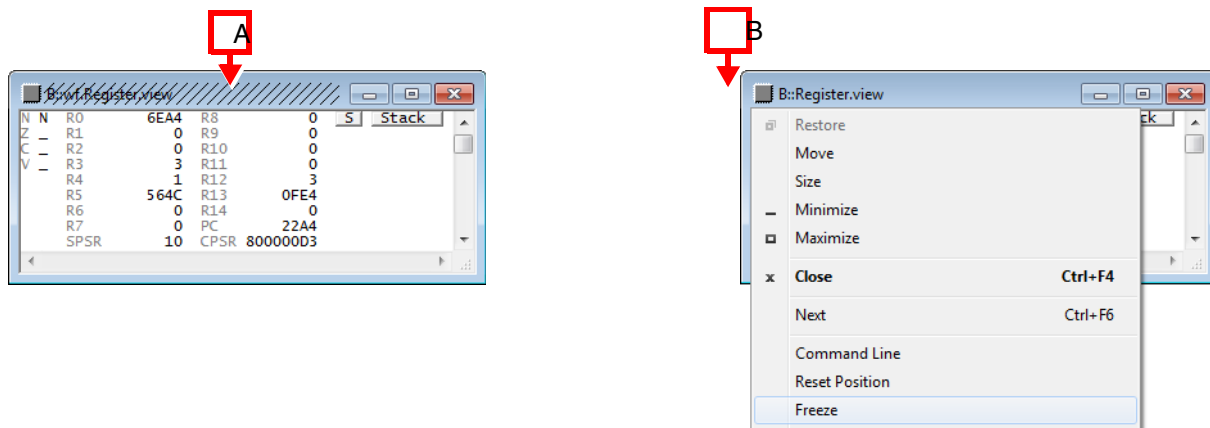 A
B::wf.Register.view
N N R0 6EA4 R8 0 S Stack
Z _ R1 0 R9 0
C _ R2 0 R10 0
V _ R3 3 R11 0
R4 1 R12 3
R5 564C R13 0FE4
R6 0 R14 0
R7 0 PC 22A4
SPSR 10 CPSR 800000D3
B
B::Register.view
ck
Restore
Move
Size
Minimize
Maximize
x Close Ctrl+F4
Next Ctrl+F6
Command Line
Reset Position
Freeze